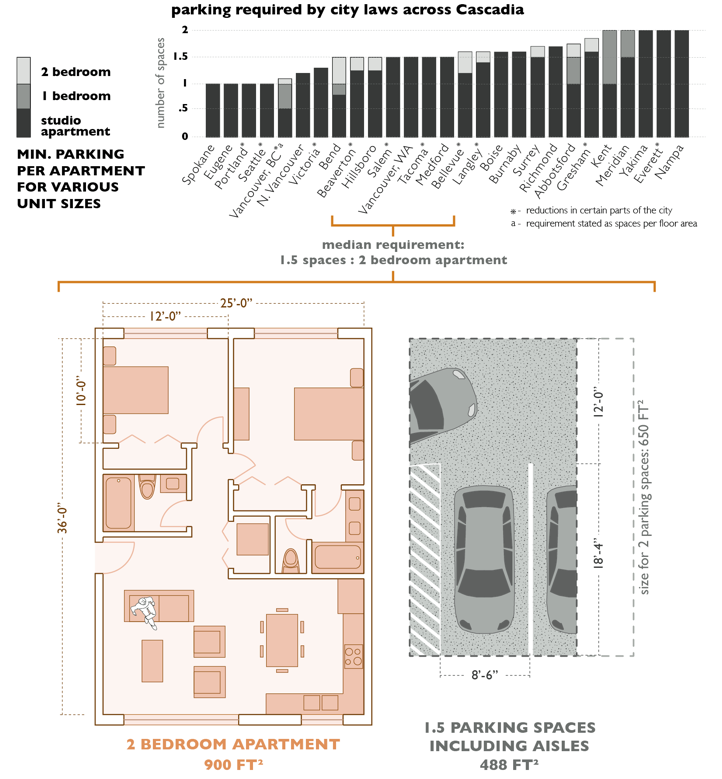 parking required by city laws across Cascadia
2 bedroom
1 bedroom
studio
apartment
MIN. PARKING
PER APARTMENT
FOR VARIOUS
UNIT SIZES
number of spaces
2
1.5
1
.5
0
Spokane
Eugene
Portland*
Seattle*
Vancouver, BC*a
N. Vancouver
Victoria*
Bend
Beaverton*
Hillsboro
Salem*
Vancouver, WA
Tacoma*
Medford
Bellevue*
Langley*
Boise
Burnaby
Surrey
Richmond
Abbotsford
Gresham*
Kent
Meridian
Yakima
Everett*
Nampa
* - reductions in certain parts of the city
a - requirement stated as spaces per floor area
median requirement:
1.5 spaces : 2 bedroom apartment
25'-0"
12'-0"
10'-0"
36'-0"
12'-0"
18'-4"
8'-6"
size for 2 parking spaces: 650 FT²
2 BEDROOM APARTMENT
900 FT²
1.5 PARKING SPACES
INCLUDING AISLES
488 FT²